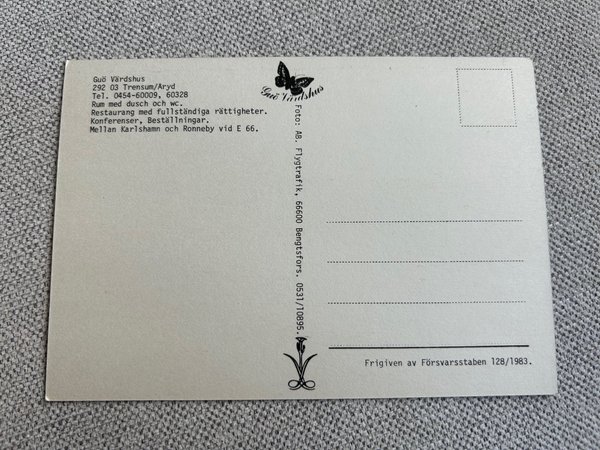 Guö Värdshus
292 03 Trensum/Aryd
Tel. 0454-60009, 60328
Rum med dusch och wc.
Restaurang med fullständiga rättigheter.
Konferenser, Beställningar.
Mellan Karlshamn och Ronneby vid E 66.
Guö Värdshus
Foto: AB. Flygtrafik, 66600 Bengtsfors. 0531/10895.
Frigiven av Försvarsstaben 128/1983.